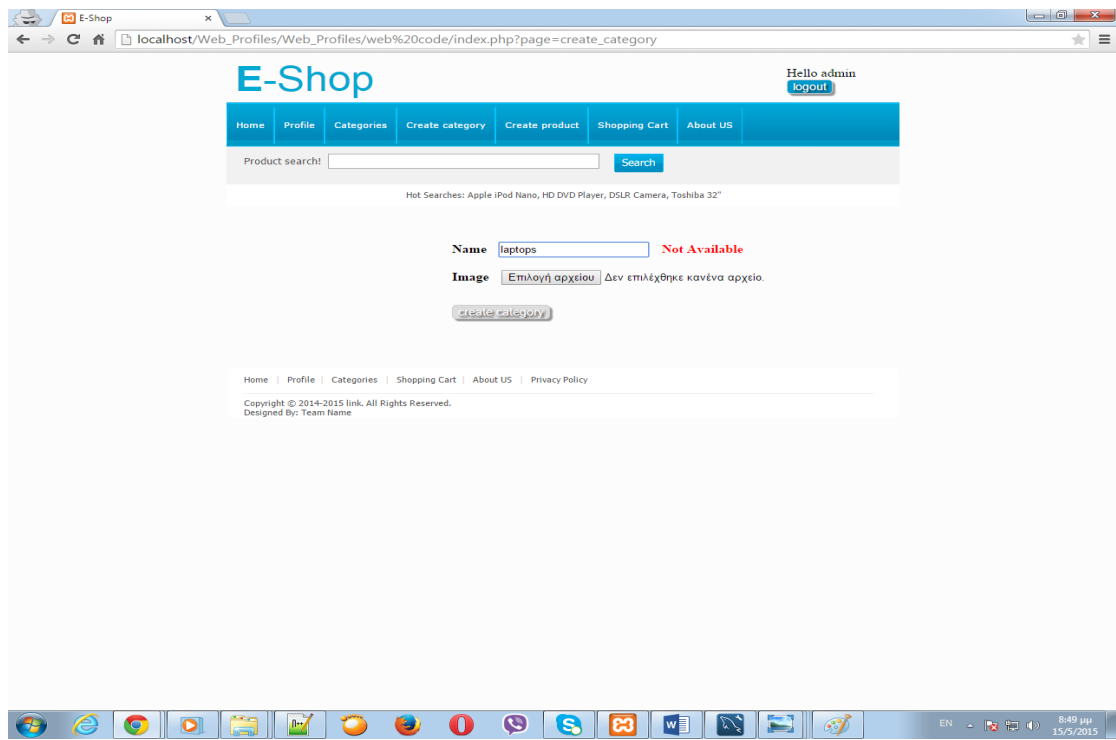 E-Shop
localhost/Web_Profiles/Web_Profiles/web%20code/index.php?page=create_category
E-Shop
Hello admin
logout
Home Profile Categories Create category Create product Shopping Cart About US
Product search! Search
Hot Searches: Apple iPod Nano, HD DVD Player, DSLR Camera, Toshiba 32"
Name laptops Not Available
Image Επιλογή αρχείου Δεν επιλέχθηκε κανένα αρχείο.
create category
Home | Profile | Categories | Shopping Cart | About US | Privacy Policy
Copyright © 2014-2015 link. All Rights Reserved.
Designed By: Team Name
EN 8:49 μμ
15/5/2015